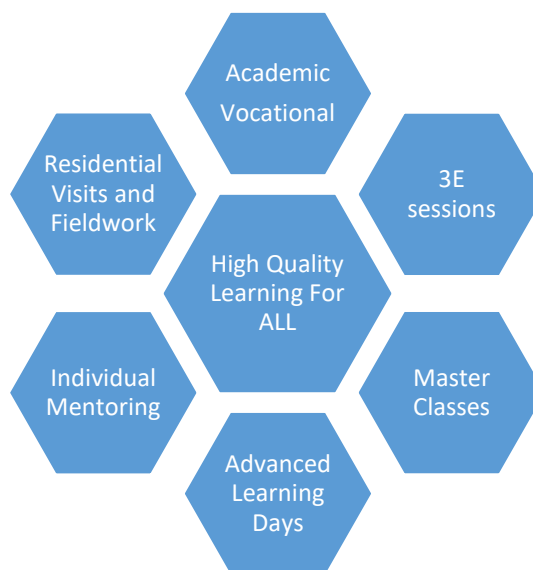 Academic
Vocational
Residential
Visits and
Fieldwork
3E
sessions
High Quality
Learning For
ALL
Individual
Mentoring
Master
Classes
Advanced
Learning
Days